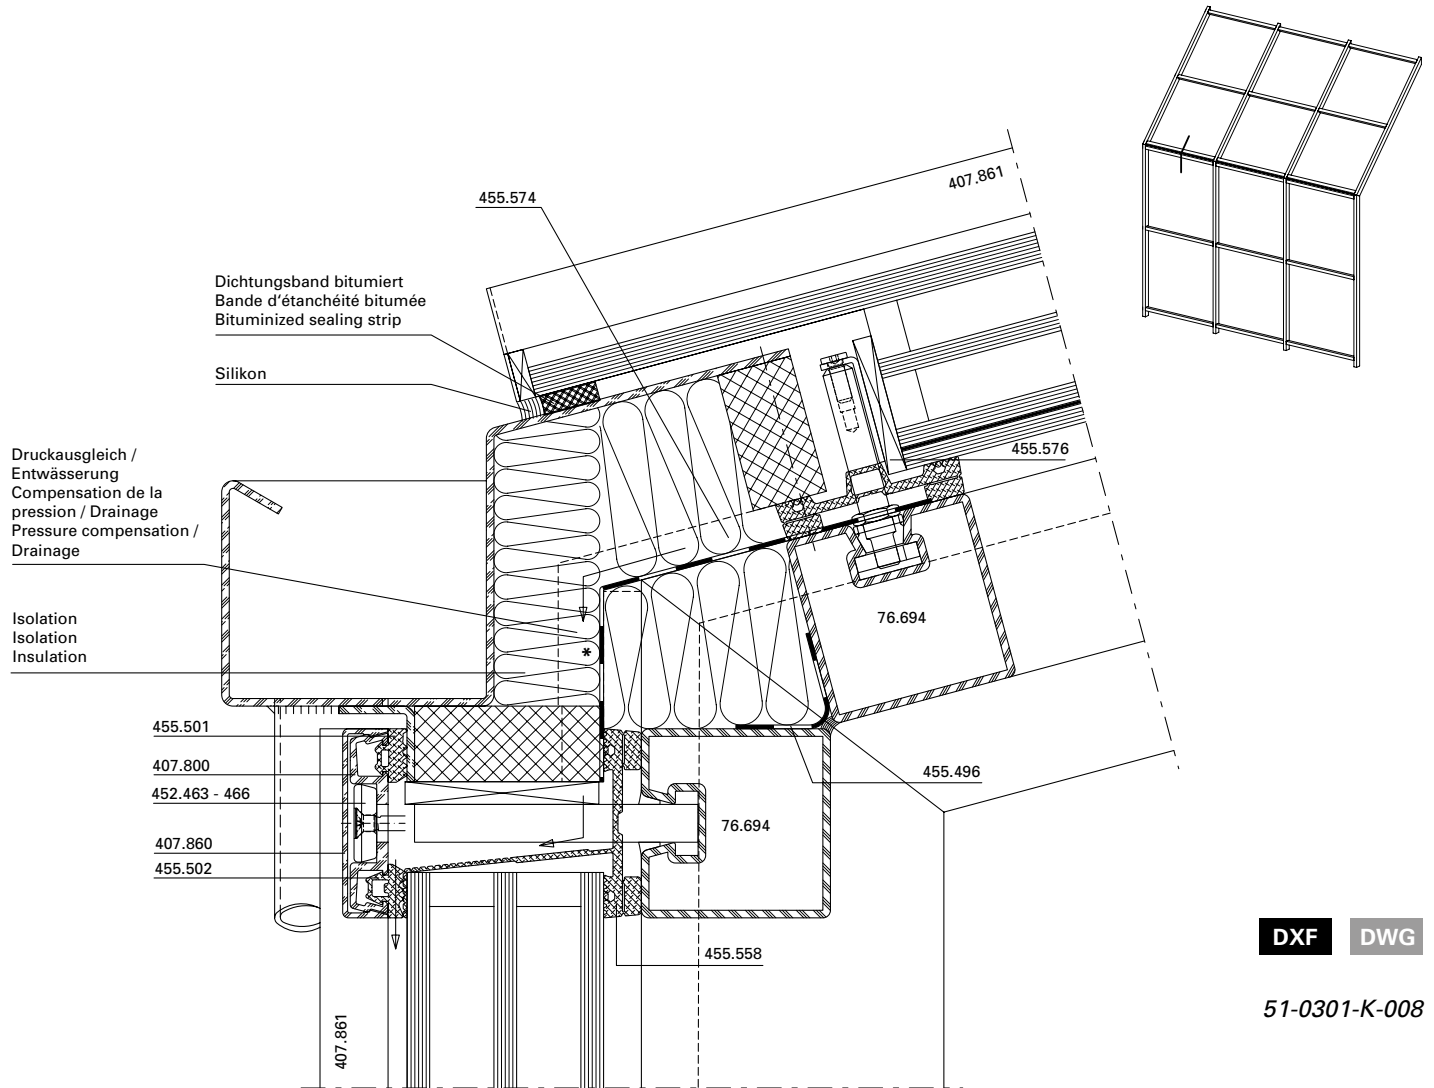 407.861
455.574
Dichtungsband bitumiert
Bande d‘étanchéité bitumée
Bituminized sealing strip
Silikon
455.576
Druckausgleich /
Entwässerung
Compensation de la
pression / Drainage
Pressure compensation /
Drainage
Isolation
Isolation
Insulation
76.694
*
455.501
407.800
452.463 - 466
407.860
455.502
455.496
76.694
455.558
407.861
DXF DWG
51-0301-K-008